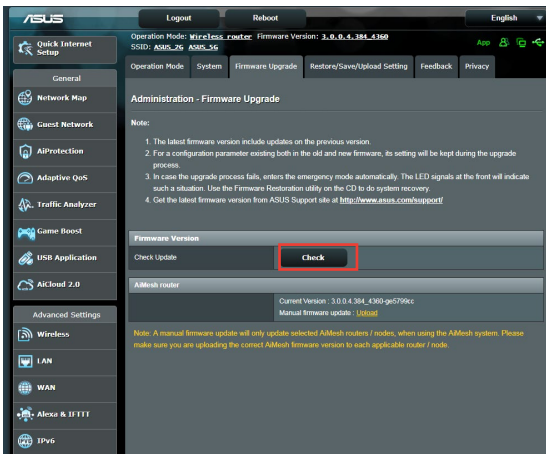 ASUS
Logout
Reboot
English
Quick Internet
Setup
Operation Mode: Wireless router Firmware Version: 3.0.0.4.384_4360
SSID: ASUS_2G ASUS_5G
App
Operation Mode System Firmware Upgrade Restore/Save/Upload Setting Feedback Privacy
General
Network Map
Guest Network
AiProtection
Adaptive QoS
Traffic Analyzer
Game Boost
USB Application
AiCloud 2.0
Advanced Settings
Wireless
LAN
WAN
Alexa & IFTTT
IPv6
Administration - Firmware Upgrade
Note:
1. The latest firmware version include updates on the previous version.
2. For a configuration parameter existing both in the old and new firmware, its setting will be kept during the upgrade
process.
3. In case the upgrade process fails, enters the emergency mode automatically. The LED signals at the front will indicate
such a situation. Use the Firmware Restoration utility on the CD to do system recovery.
4. Get the latest firmware version from ASUS Support site at http://www.asus.com/support/
Firmware Version
Check Update
Check
AiMesh router
Current Version : 3.0.0.4.384_4360-ge5799cc
Manual firmware update : Upload
Note: A manual firmware update will only update selected AiMesh routers / nodes, when using the AiMesh system. Please
make sure you are uploading the correct AiMesh firmware version to each applicable router / node.